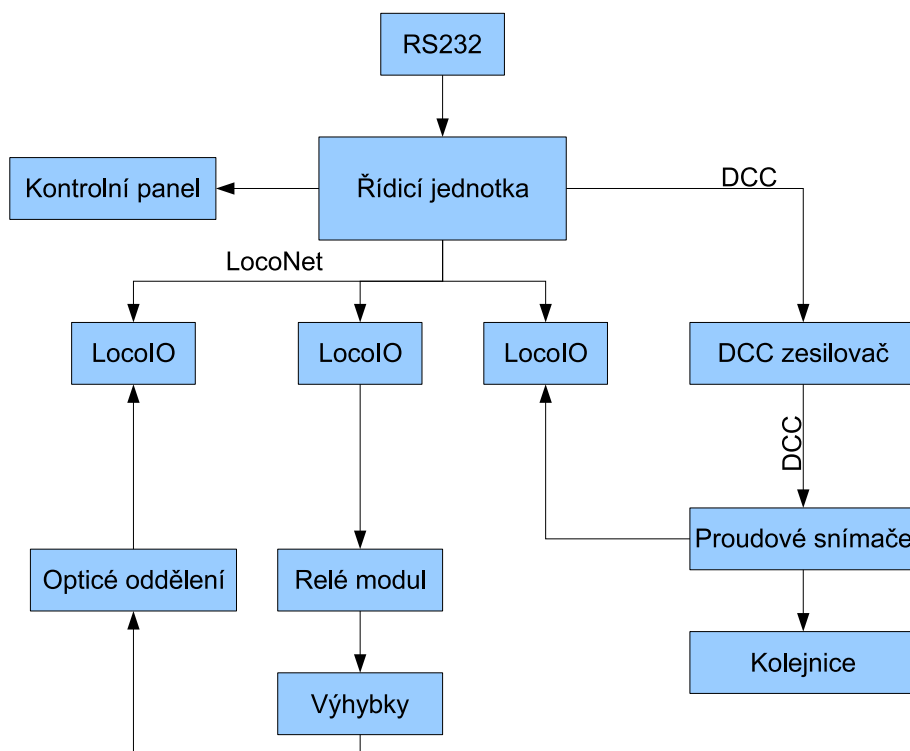 RS232
Kontrolní panel
Řídicí jednotka
DCC
LocoNet
LocoIO
LocoIO
LocoIO
DCC zesilovač
DCC
Proudové snímače
Opticé oddělení
Relé modul
Kolejnice
Výhybky